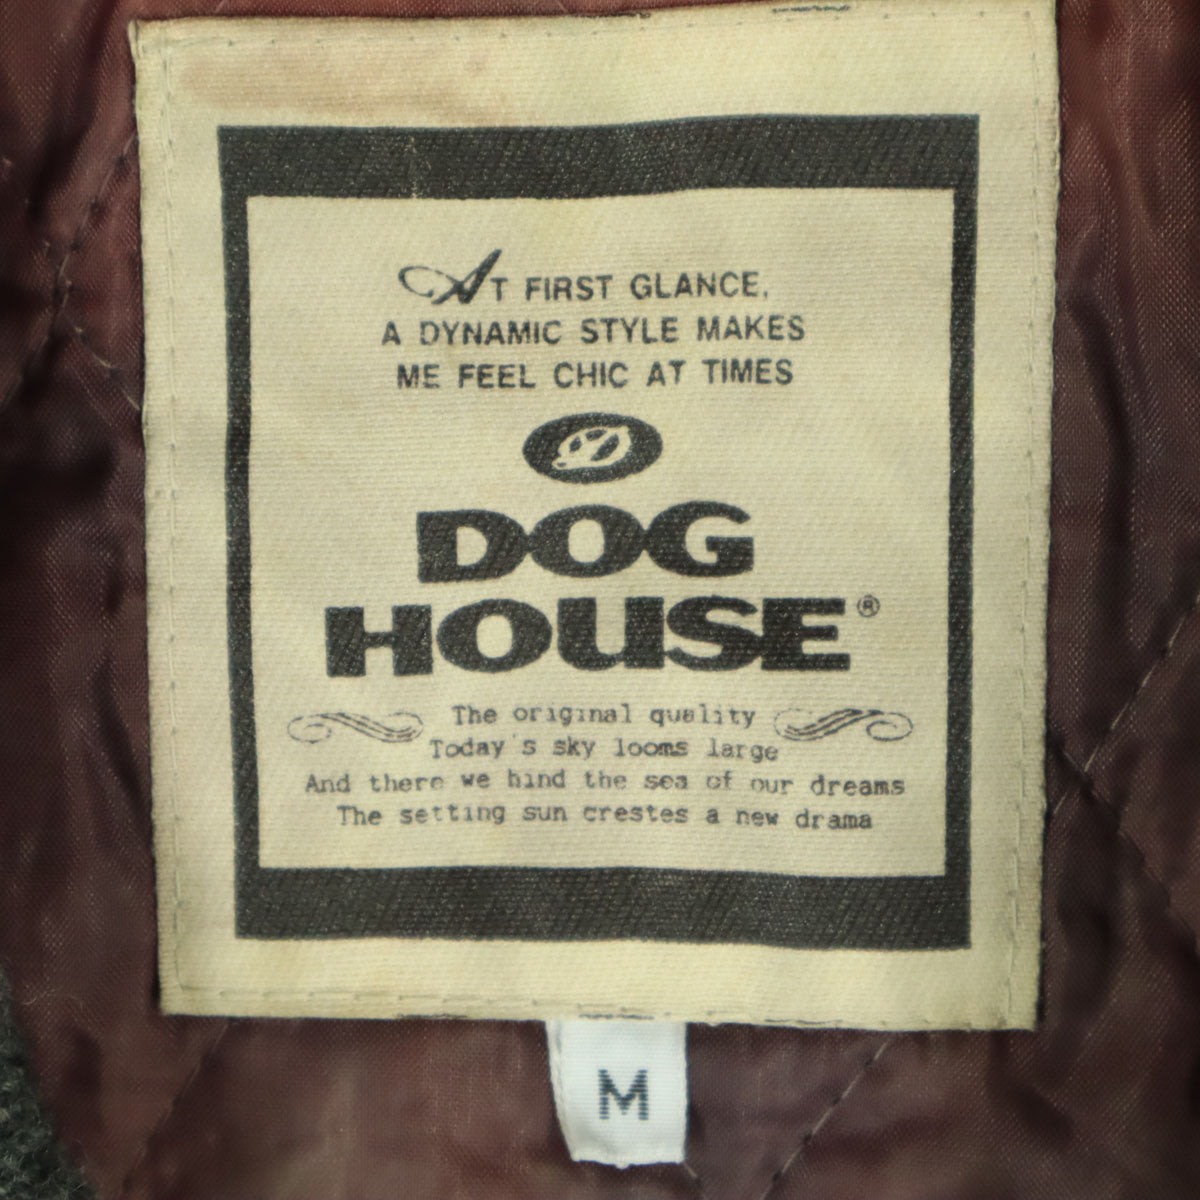 AT FIRST GLANCE,
A DYNAMIC STYLE MAKES
ME FEEL CHIC AT TIMES
DOG
HOUSE®
The original quality
Today's sky looms large
And there we hind the sea of our dreams
The setting sun crestes a new drama
M